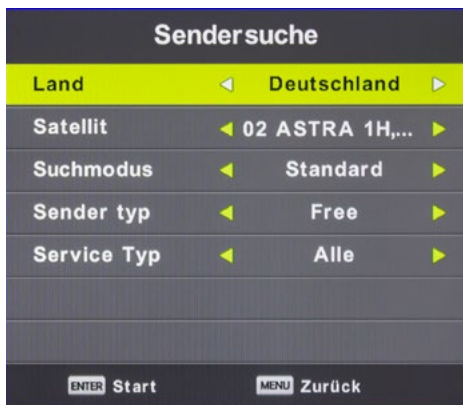 Sendersuche
Land Deutschland
Satellit 02 ASTRA 1H,...
Suchmodus Standard
Sender typ Free
Service Typ Alle
ENTER Start MENU Zurück